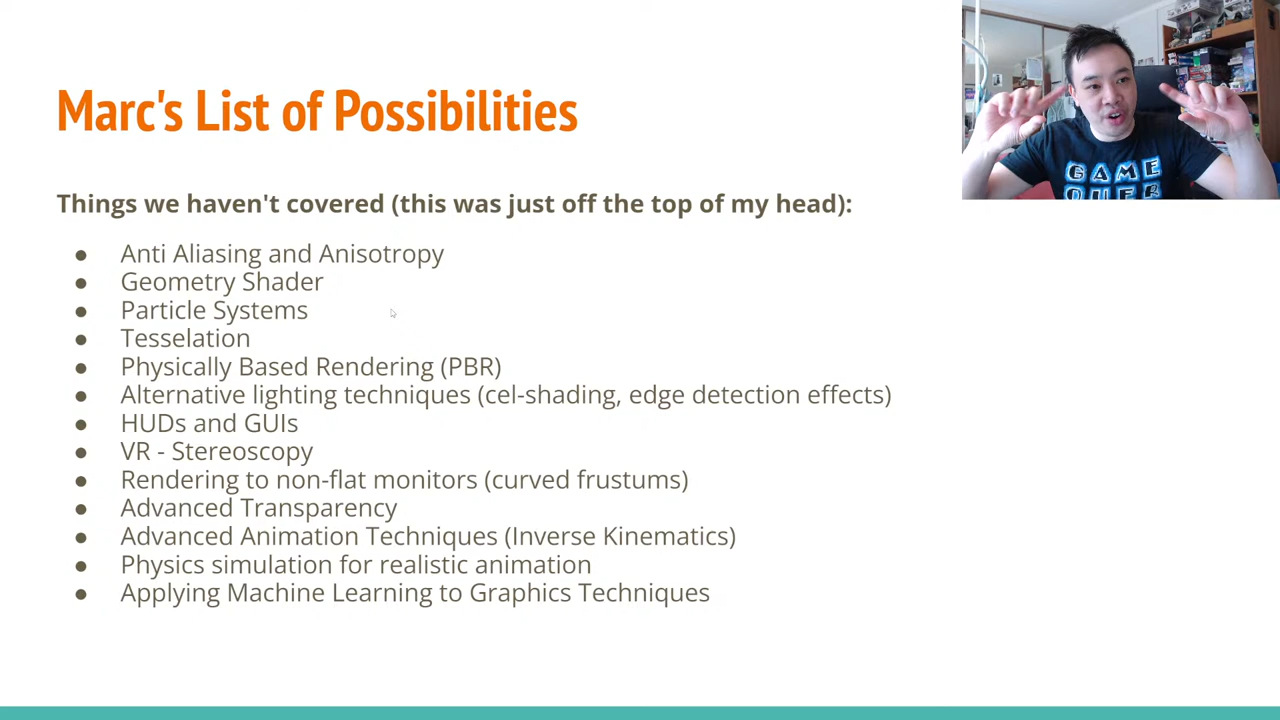 Marc's List of Possibilities
Things we haven't covered (this was just off the top of my head):
● Anti Aliasing and Anisotropy
● Geometry Shader
● Particle Systems
● Tesselation
● Physically Based Rendering (PBR)
● Alternative lighting techniques (cel-shading, edge detection effects)
● HUDs and GUIs
● VR - Stereoscopy
● Rendering to non-flat monitors (curved frustums)
● Advanced Transparency
● Advanced Animation Techniques (Inverse Kinematics)
● Physics simulation for realistic animation
● Applying Machine Learning to Graphics Techniques
GAME
OVER